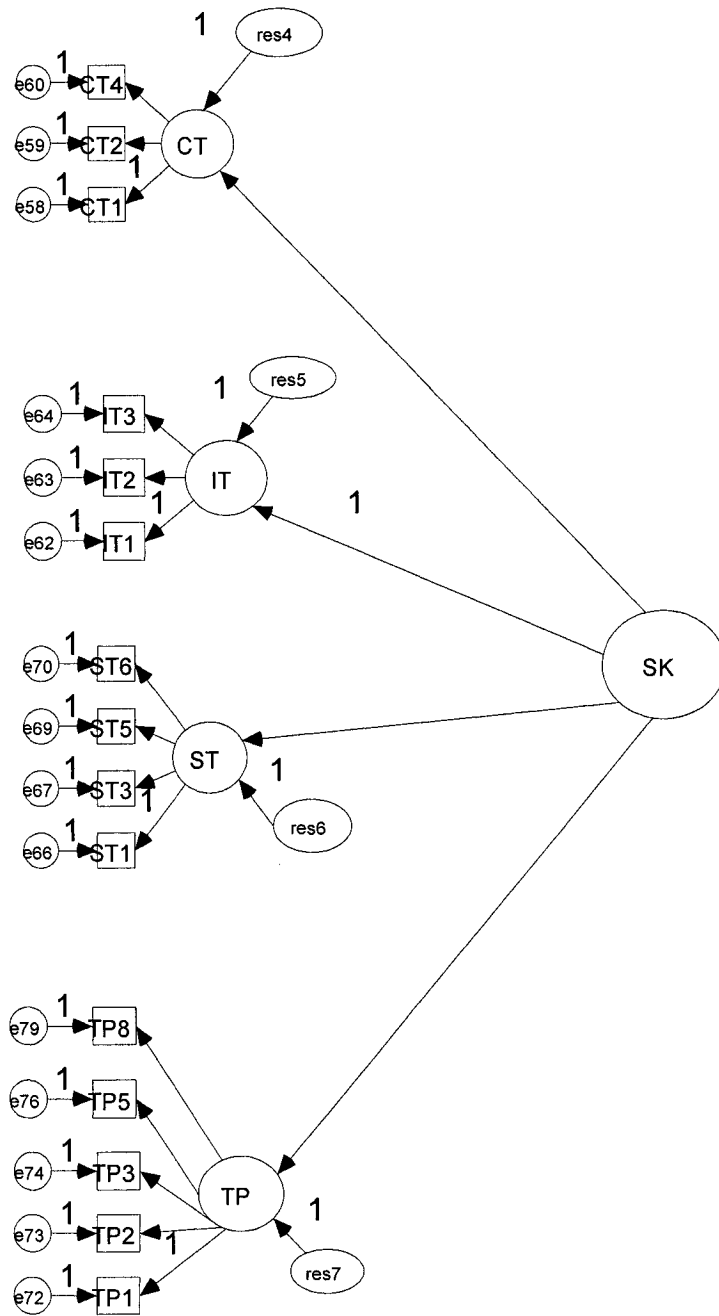 1
res4
1
e60
CT4
1
e59
CT2
CT
1
1
e58
CT1
1
res5
1
e64
IT3
1
e63
IT2
IT
1
1
1
e62
IT1
1
e70
ST6
SK
1
e69
ST5
ST
1
1
e67
ST3
1
res6
1
e66
ST1
1
e79
TP8
1
e76
TP5
1
e74
TP3
TP
1
1
e73
TP2
1
res7
1
e72
TP1